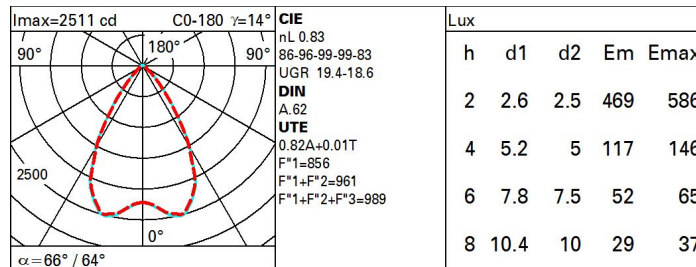 Imax=2511 cd C0-180 γ=14°
90° 180° 90°
2500
0°
α=66° / 64°
CIE
nL 0.83
86-96-99-99-83
UGR 19.4-18.6
DIN
A.62
UTE
0.82A+0.01T
F"1=856
F"1+F"2=961
F"1+F"2+F"3=989
Lux
h d1 d2 Em Emax
2 2.6 2.5 469 586
4 5.2 5 117 146
6 7.8 7.5 52 65
8 10.4 10 29 37